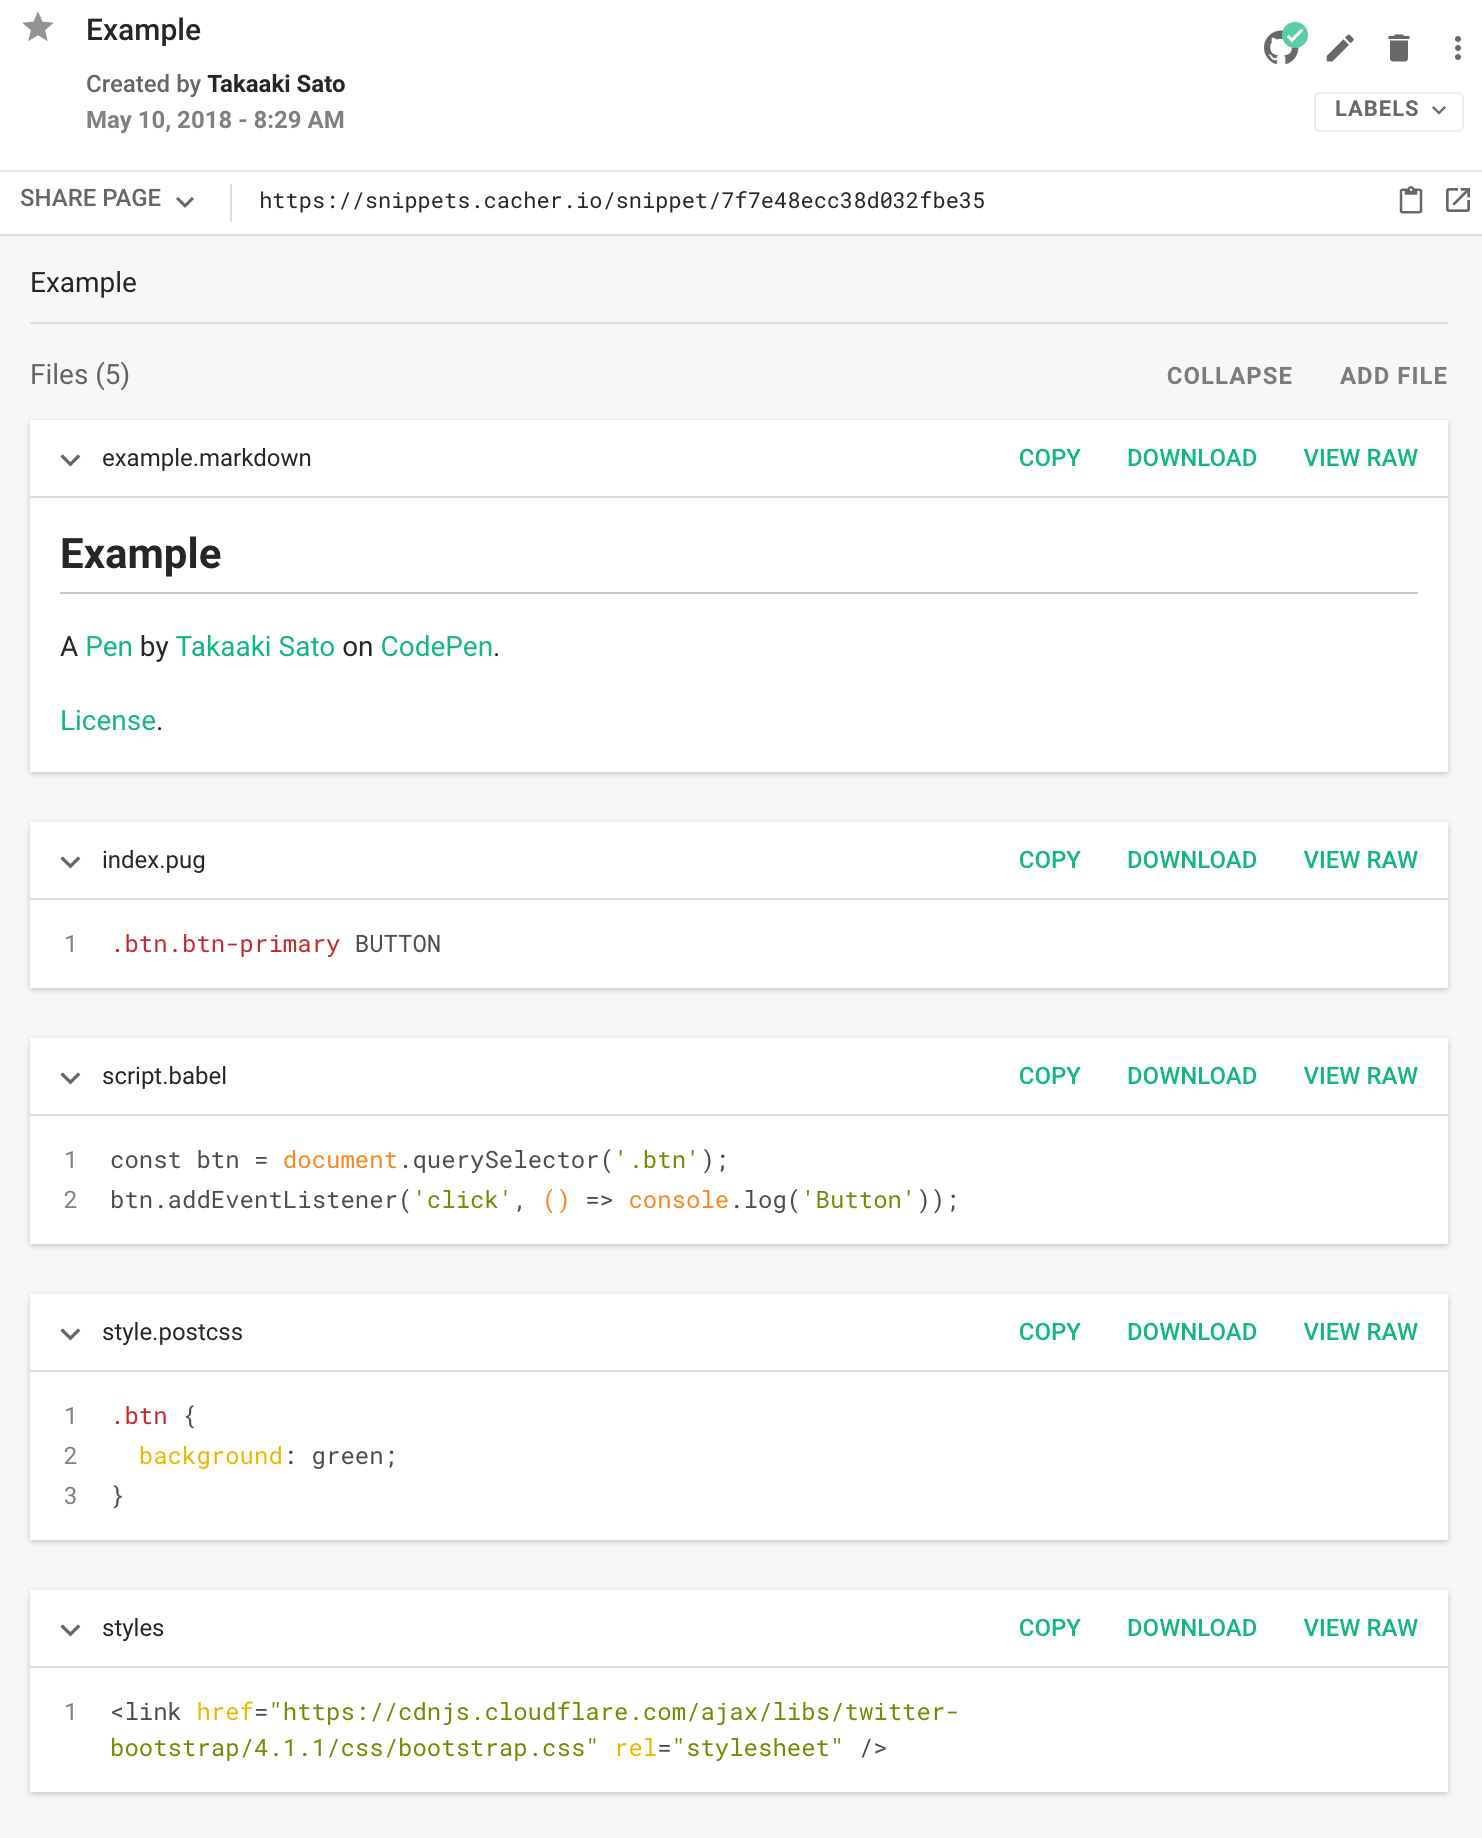 Example
Created by Takaaki Sato
May 10, 2018 - 8:29 AM
LABELS
SHARE PAGE https://snippets.cacher.io/snippet/7f7e48ecc38d032fbe35
Example
Files (5) COLLAPSE ADD FILE
example.markdown COPY DOWNLOAD VIEW RAW
Example
A Pen by Takaaki Sato on CodePen.
License.
index.pug COPY DOWNLOAD VIEW RAW
1 .btn.btn-primary BUTTON
script.babel COPY DOWNLOAD VIEW RAW
1 const btn = document.querySelector('.btn');
2 btn.addEventListener('click', () => console.log('Button'));
style.postcss COPY DOWNLOAD VIEW RAW
1 .btn {
2   background: green;
3 }
styles COPY DOWNLOAD VIEW RAW
1 <link href="https://cdnjs.cloudflare.com/ajax/libs/twitter-
bootstrap/4.1.1/css/bootstrap.css" rel="stylesheet" />